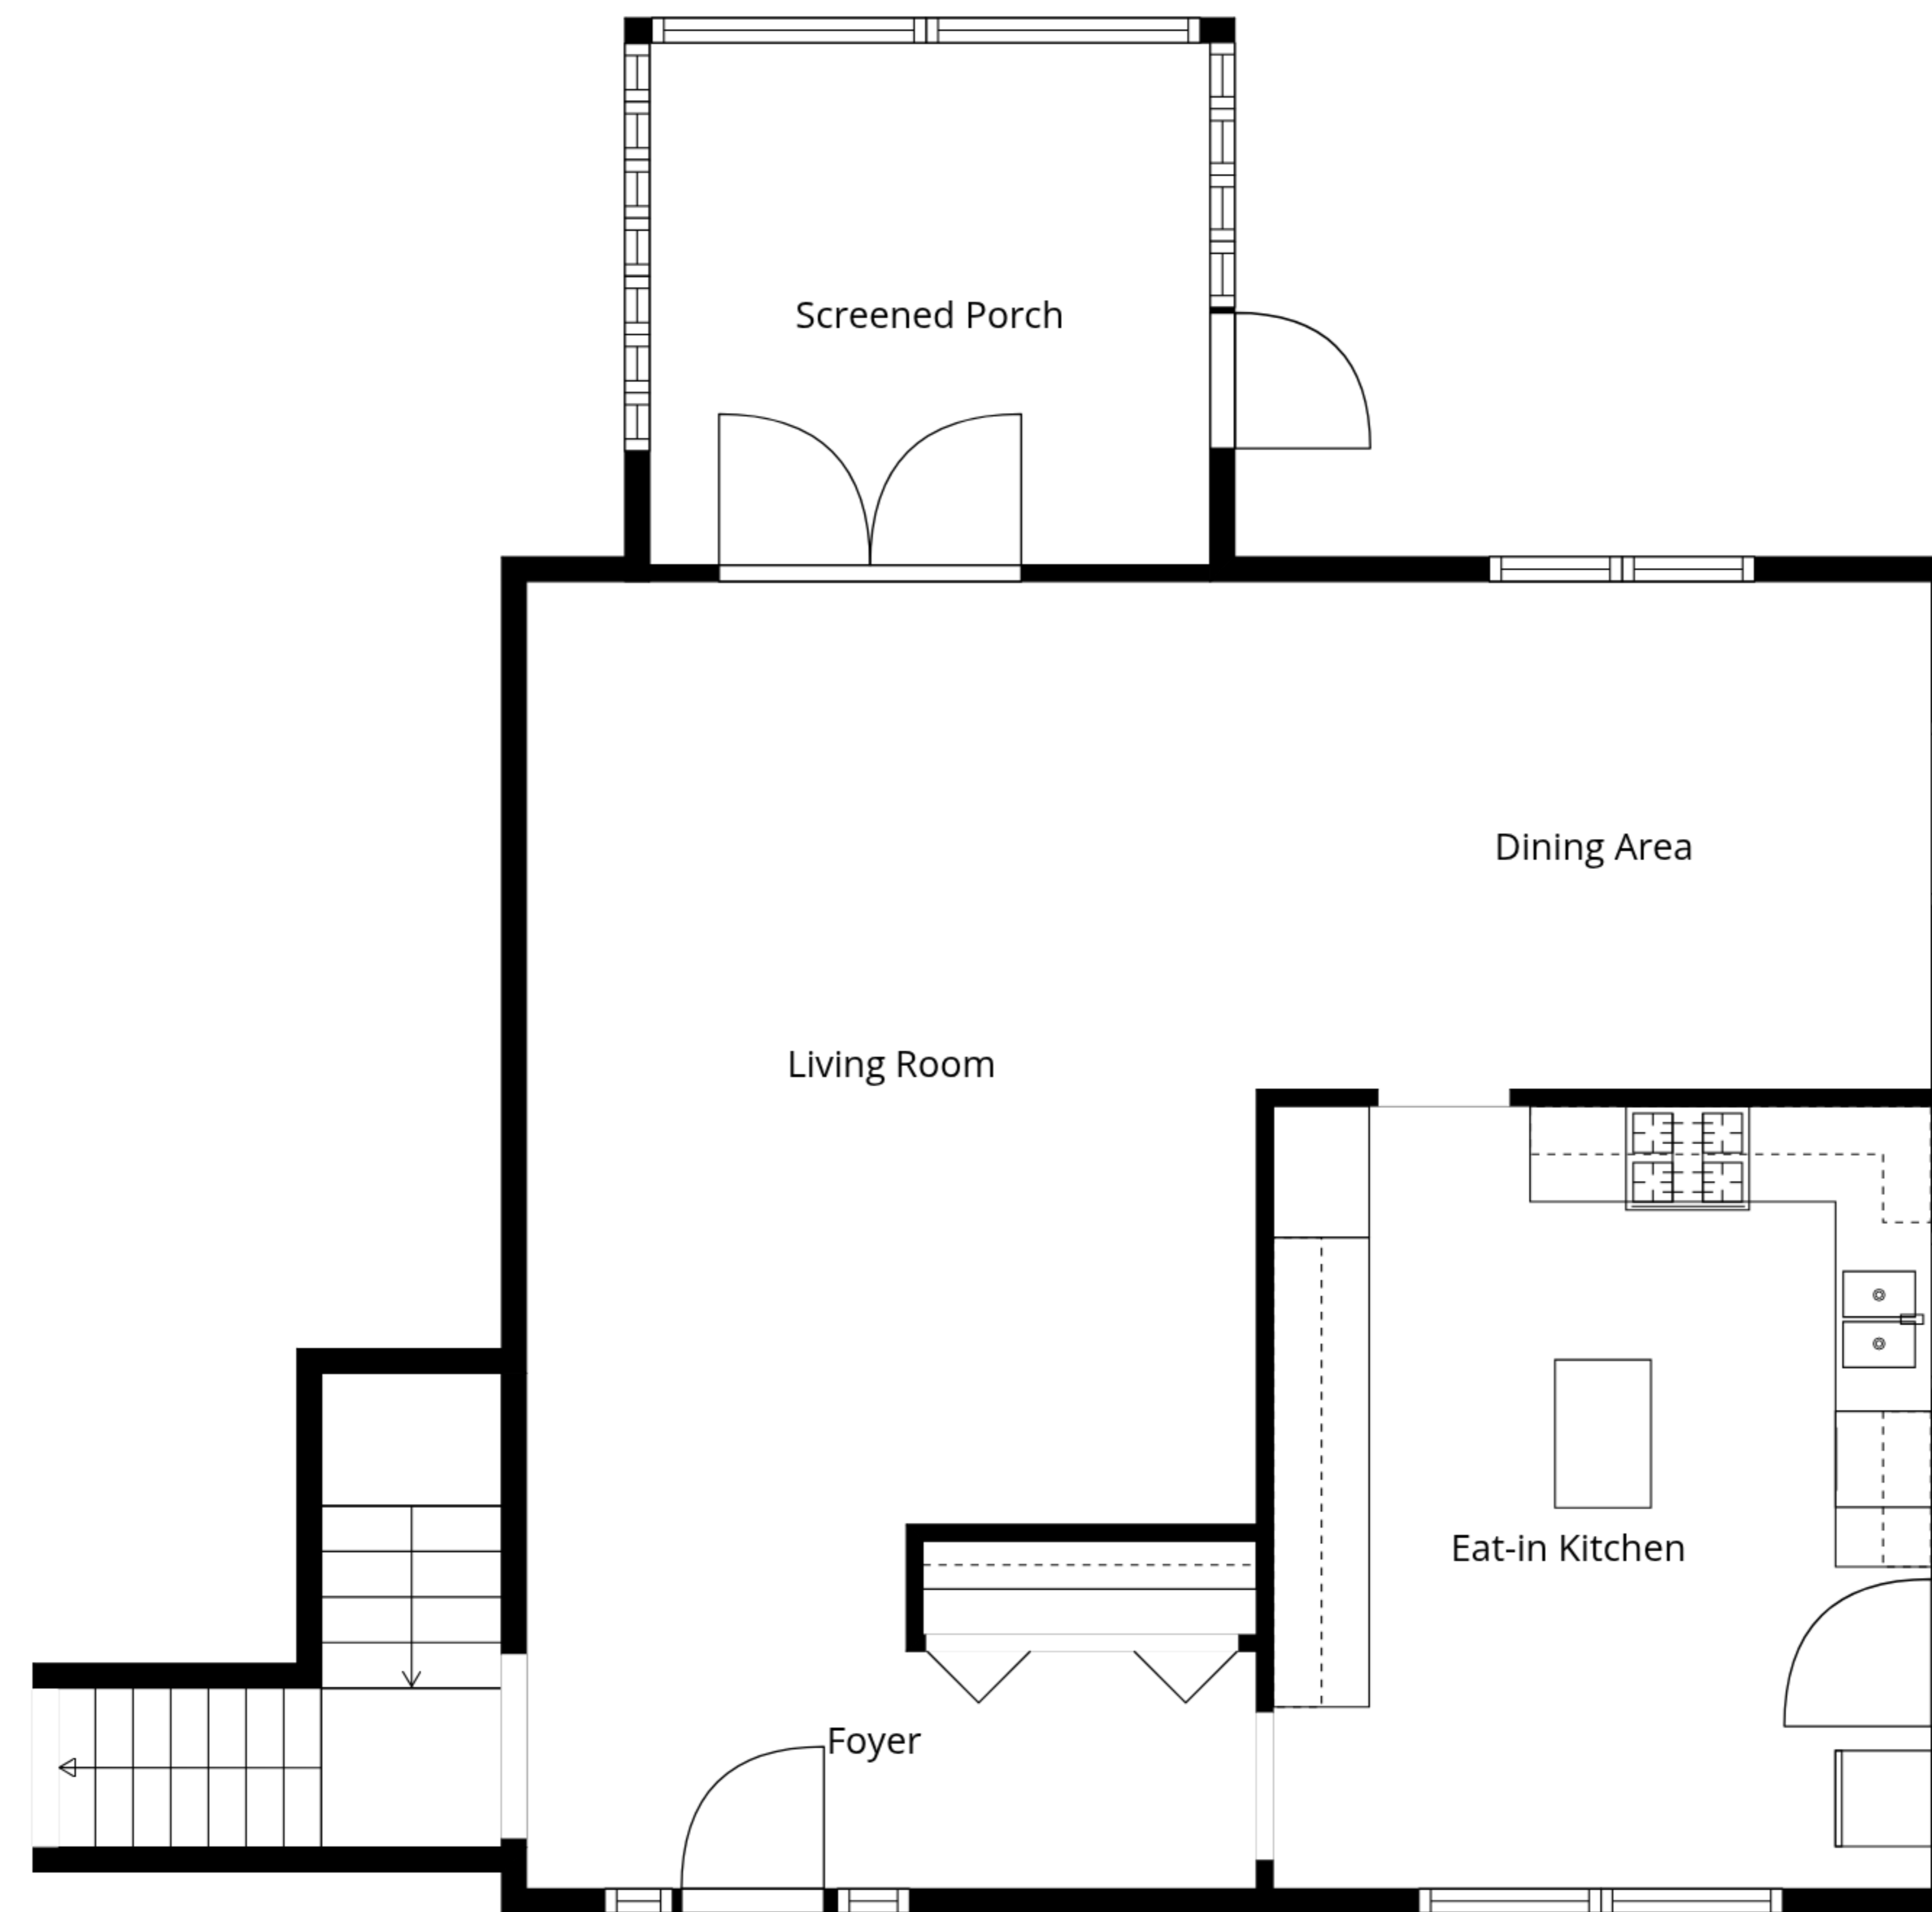 Screened Porch
Dining Area
Living Room
Eat-in Kitchen
Foyer